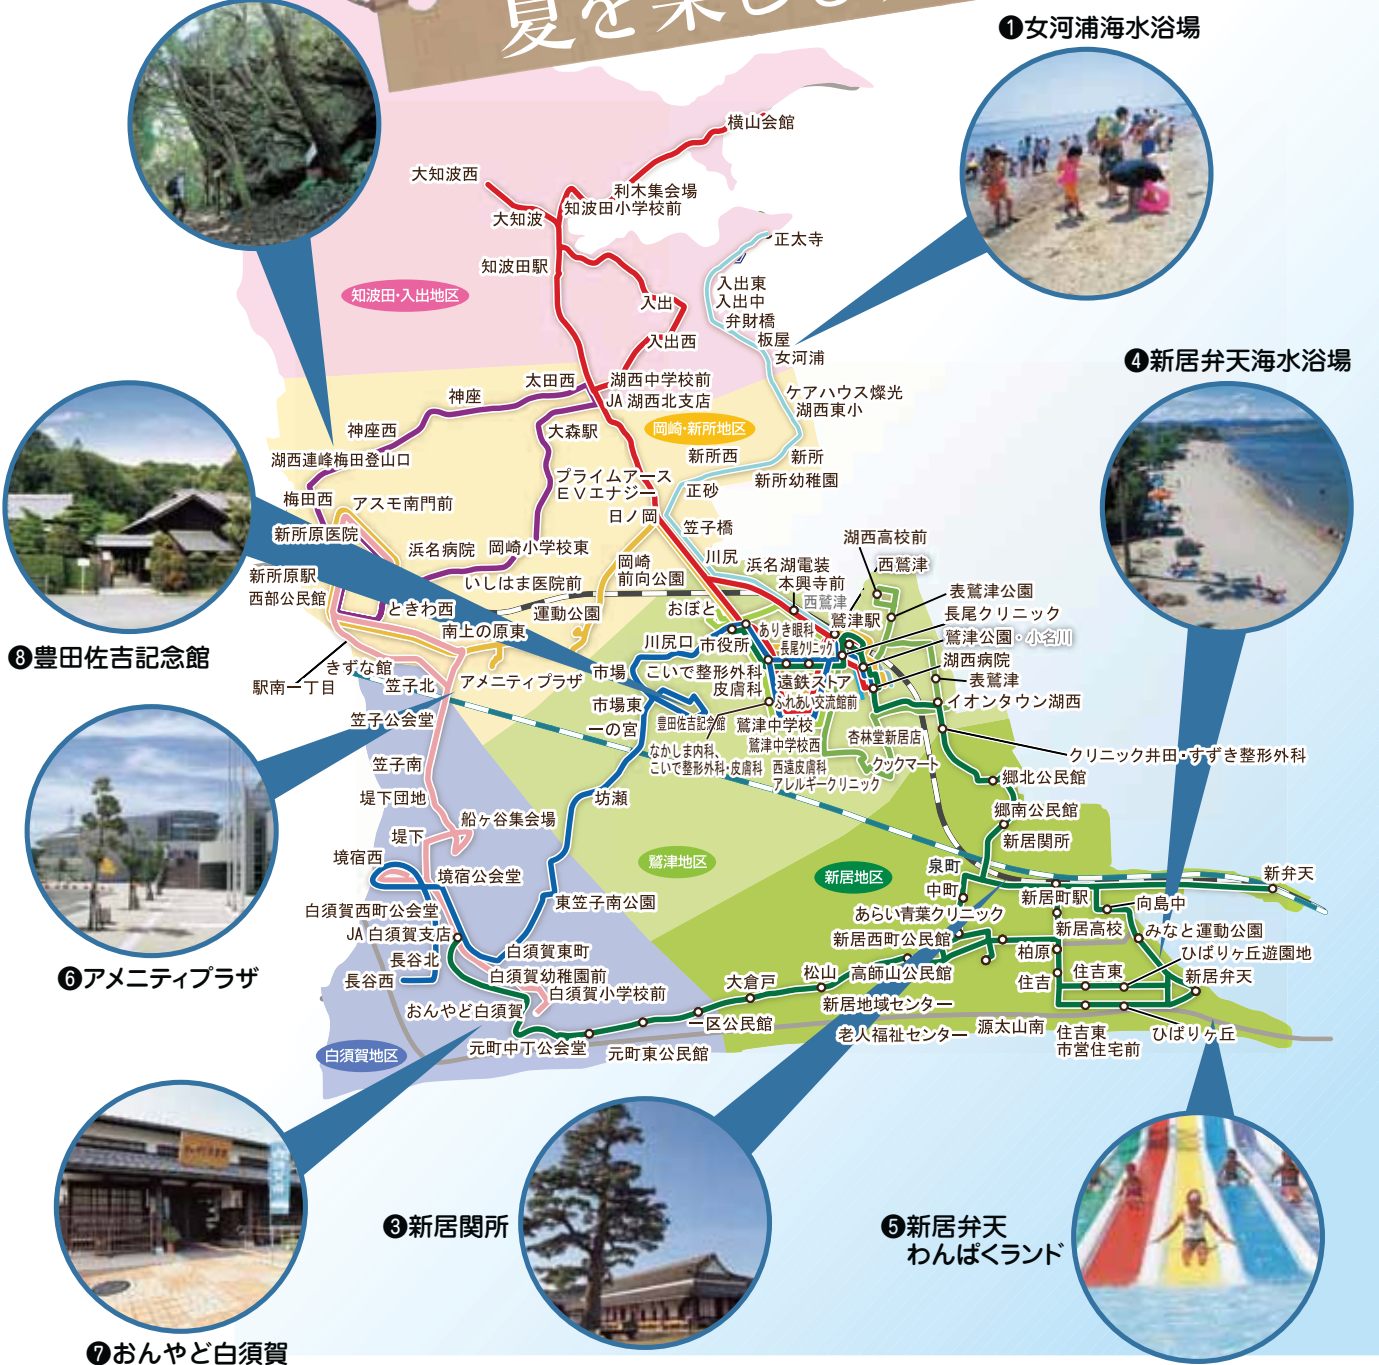 夏を楽しむ
❶女河浦海水浴場
横山会館
大知波西
利木集会場
大知波
知波田小学校前
正太寺
知波田駅
知波田・入出地区
入出東
入出
入出中
弁財橋
入出西
板屋
女河浦
❹新居弁天海水浴場
太田西
湖西中学校前
神座
JA 湖西北支店
ケアハウス燦光
湖西東小
神座西
大森駅
岡崎・新所地区
湖西連峰梅田登山口
新所西
新所
プライムアース
EVエナジー
新所幼稚園
梅田西
アスモ南門前
正砂
日ノ岡
笠子橋
新所原医院
湖西高校前
浜名病院
岡崎小学校東
岡崎
前向公園
川尻
浜名湖電装
西鷲津
新所原駅
いしはま医院前
本興寺前
表鷲津公園
西部公民館
ときわ西
運動公園
おぼと
西鷲津
鷲津駅
長尾クリニック
南上の原東
川尻口
市役所
ありき眼科
長尾クリニック
鷲津公園・小名川
❽豊田佐吉記念館
きずな館
駅南一丁目
笠子北
アメニティプラザ
市場
こいで整形外科
皮膚科
遠鉄ストア
湖西病院
表鷲津
市場東
ふれあい交流館前
イオンタウン湖西
笠子公会堂
一の宮
豊田佐吉記念館
鷲津中学校
杏林堂新居店
なかしま内科、
こいで整形外科・皮膚科
鷲津中学校西
クリニック井田・すずき整形外科
笠子南
西遠皮膚科
アレルギークリニック
クックマート
郷北公民館
堤下団地
坊瀬
郷南公民館
船ヶ谷集会場
堤下
新居関所
境宿西
鷲津地区
泉町
新居地区
新弁天
境宿公会堂
中町
新居町駅
白須賀西町公会堂
東笠子南公園
あらい青葉クリニック
向島中
JA 白須賀支店
新居西町公民館
新居高校
みなと運動公園
白須賀東町
柏原
ひばりヶ丘遊園地
長谷北
❻アメニティプラザ
長谷西
白須賀幼稚園前
大倉戸
松山
高師山公民館
住吉
住吉東
新居弁天
白須賀小学校前
おんやど白須賀
一区公民館
新居地域センター
源太山南
元町中丁公会堂
元町東公民館
老人福祉センター
住吉東
市営住宅前
ひばりヶ丘
白須賀地区
❸新居関所
❺新居弁天
わんぱくランド
❼おんやど白須賀